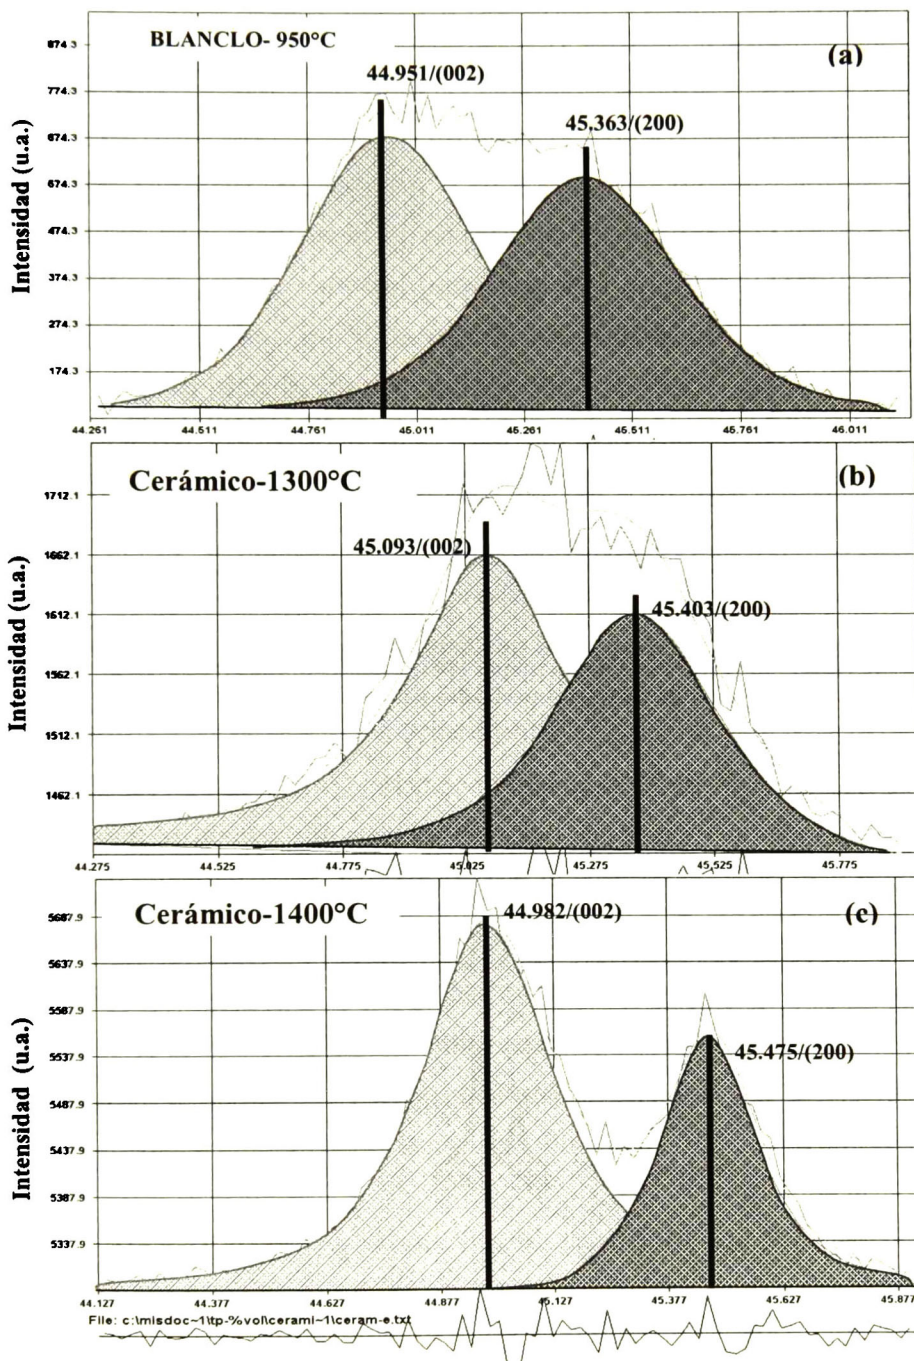 BLANCLO- 950°C
(a)
44.951/(002)
45.363/(200)
Intensidad (u.a.)
874.3
774.3
674.3
574.3
474.3
374.3
274.3
174.3
44.261 44.511 44.761 45.011 45.261 45.511 45.761 46.011
Cerámico-1300°C
(b)
45.093/(002)
45.403/(200)
Intensidad (u.a.)
1712.1
1662.1
1612.1
1562.1
1512.1
1462.1
44.275 44.525 44.775 45.025 45.275 45.525 45.775
Cerámico-1400°C
(c)
44.982/(002)
45.475/(200)
Intensidad (u.a.)
5687.9
5637.9
5587.9
5537.9
5487.9
5437.9
5387.9
5337.9
44.127 44.377 44.627 44.877 45.127 45.377 45.627 45.877
File: c:\misdoc~1\tp-%vol\cerami~1\ceram-e.txt